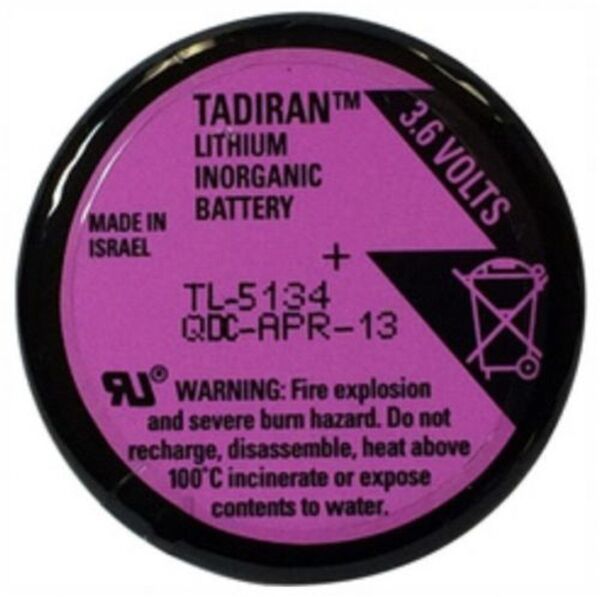 TADIRAN™
LITHIUM
INORGANIC
BATTERY
3.6 VOLTS
MADE IN
ISRAEL
+
TL-5134
QDC-APR-13
WARNING: Fire explosion
and severe burn hazard. Do not
recharge, disassemble, heat above
100°C incinerate or expose
contents to water.